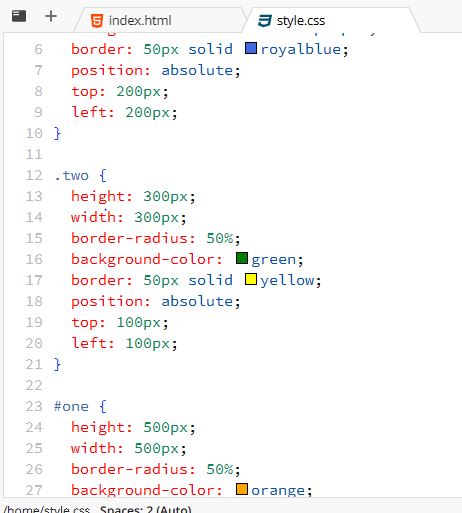 index.html
style.css
6 border: 50px solid royalblue;
7 position: absolute;
8 top: 200px;
9 left: 200px;
10 }
11
12 .two {
13 height: 300px;
14 width: 300px;
15 border-radius: 50%;
16 background-color: green;
17 border: 50px solid yellow;
18 position: absolute;
19 top: 100px;
20 left: 100px;
21 }
22
23 #one {
24 height: 500px;
25 width: 500px;
26 border-radius: 50%;
27 background-color: orange;
/home/style.css Spaces: 2 (Auto)